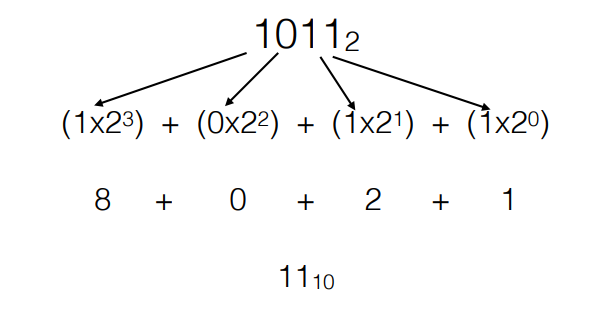 1011₂
(1x2³) + (0x2²) + (1x2¹) + (1x2⁰)
8 + 0 + 2 + 1
11₁₀